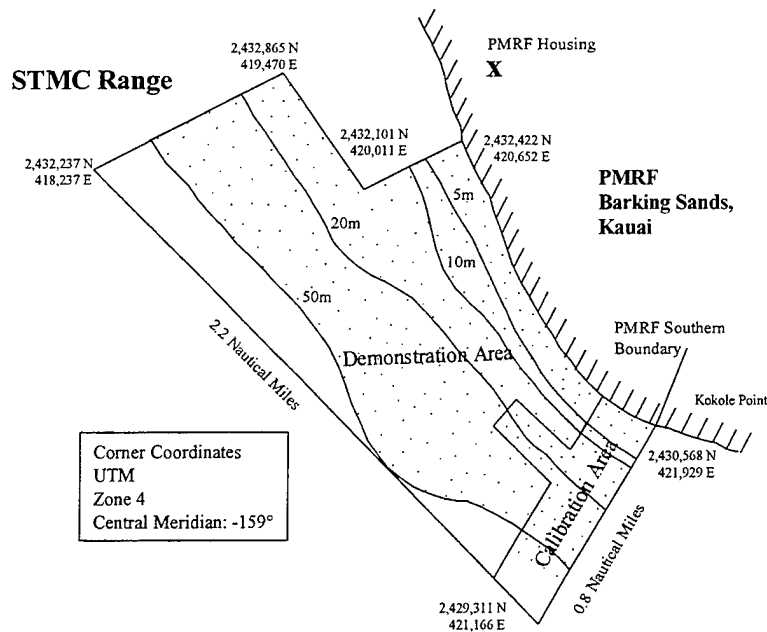 STMC Range
2,432,865 N
419,470 E
PMRF Housing
X
2,432,101 N
420,011 E
2,432,422 N
420,652 E
2,432,237 N
418,237 E
PMRF
Barking Sands,
Kauai
5m
20m
10m
50m
2.2 Nautical Miles
Demonstration Area
PMRF Southern
Boundary
Kokole Point
Corner Coordinates
UTM
Zone 4
Central Meridian: -159°
2,430,568 N
421,929 E
Calibration Area
0.8 Nautical Miles
2,429,311 N
421,166 E